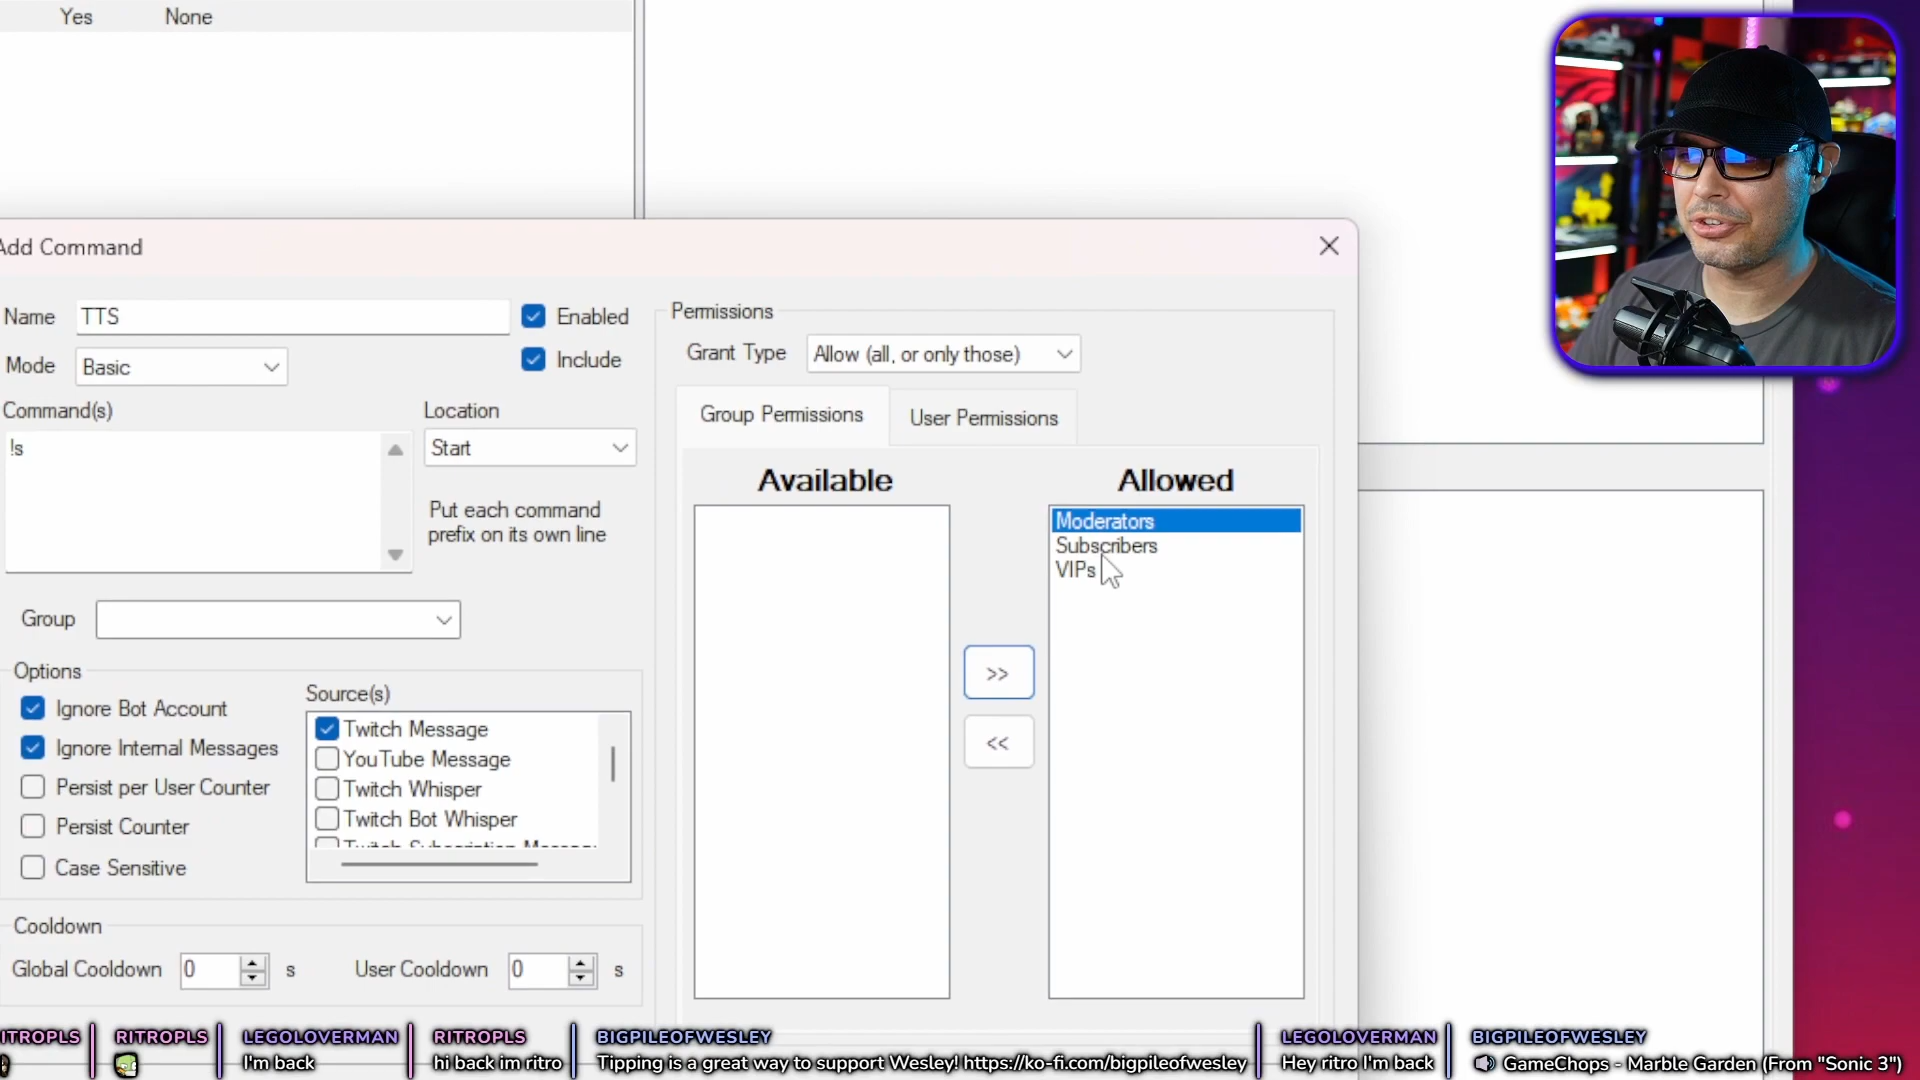 Yes None
Add Command
Name TTS
Enabled
Mode Basic
Include
Command(s)
!s
Location
Start
Put each command
prefix on its own line
Group
Options
Ignore Bot Account
Ignore Internal Messages
Persist per User Counter
Persist Counter
Case Sensitive
Source(s)
Twitch Message
YouTube Message
Twitch Whisper
Twitch Bot Whisper
Twitch Subscription Message
Cooldown
Global Cooldown 0 s User Cooldown 0 s
Permissions
Grant Type Allow (all, or only those)
Group Permissions User Permissions
Available
Allowed
Moderators
Subscribers
VIPs
>>
<<
ITROPLS RITROPLS LEGOLOVERMAN RITROPLS BIGPILEOFWESLEY LEGOLOVERMAN BIGPILEOFWESLEY
I'm back hi back im ritro Tipping is a great way to support Wesley! https://ko-fi.com/bigpileofwesley Hey ritro I'm back GameChops - Marble Garden (From "Sonic 3")